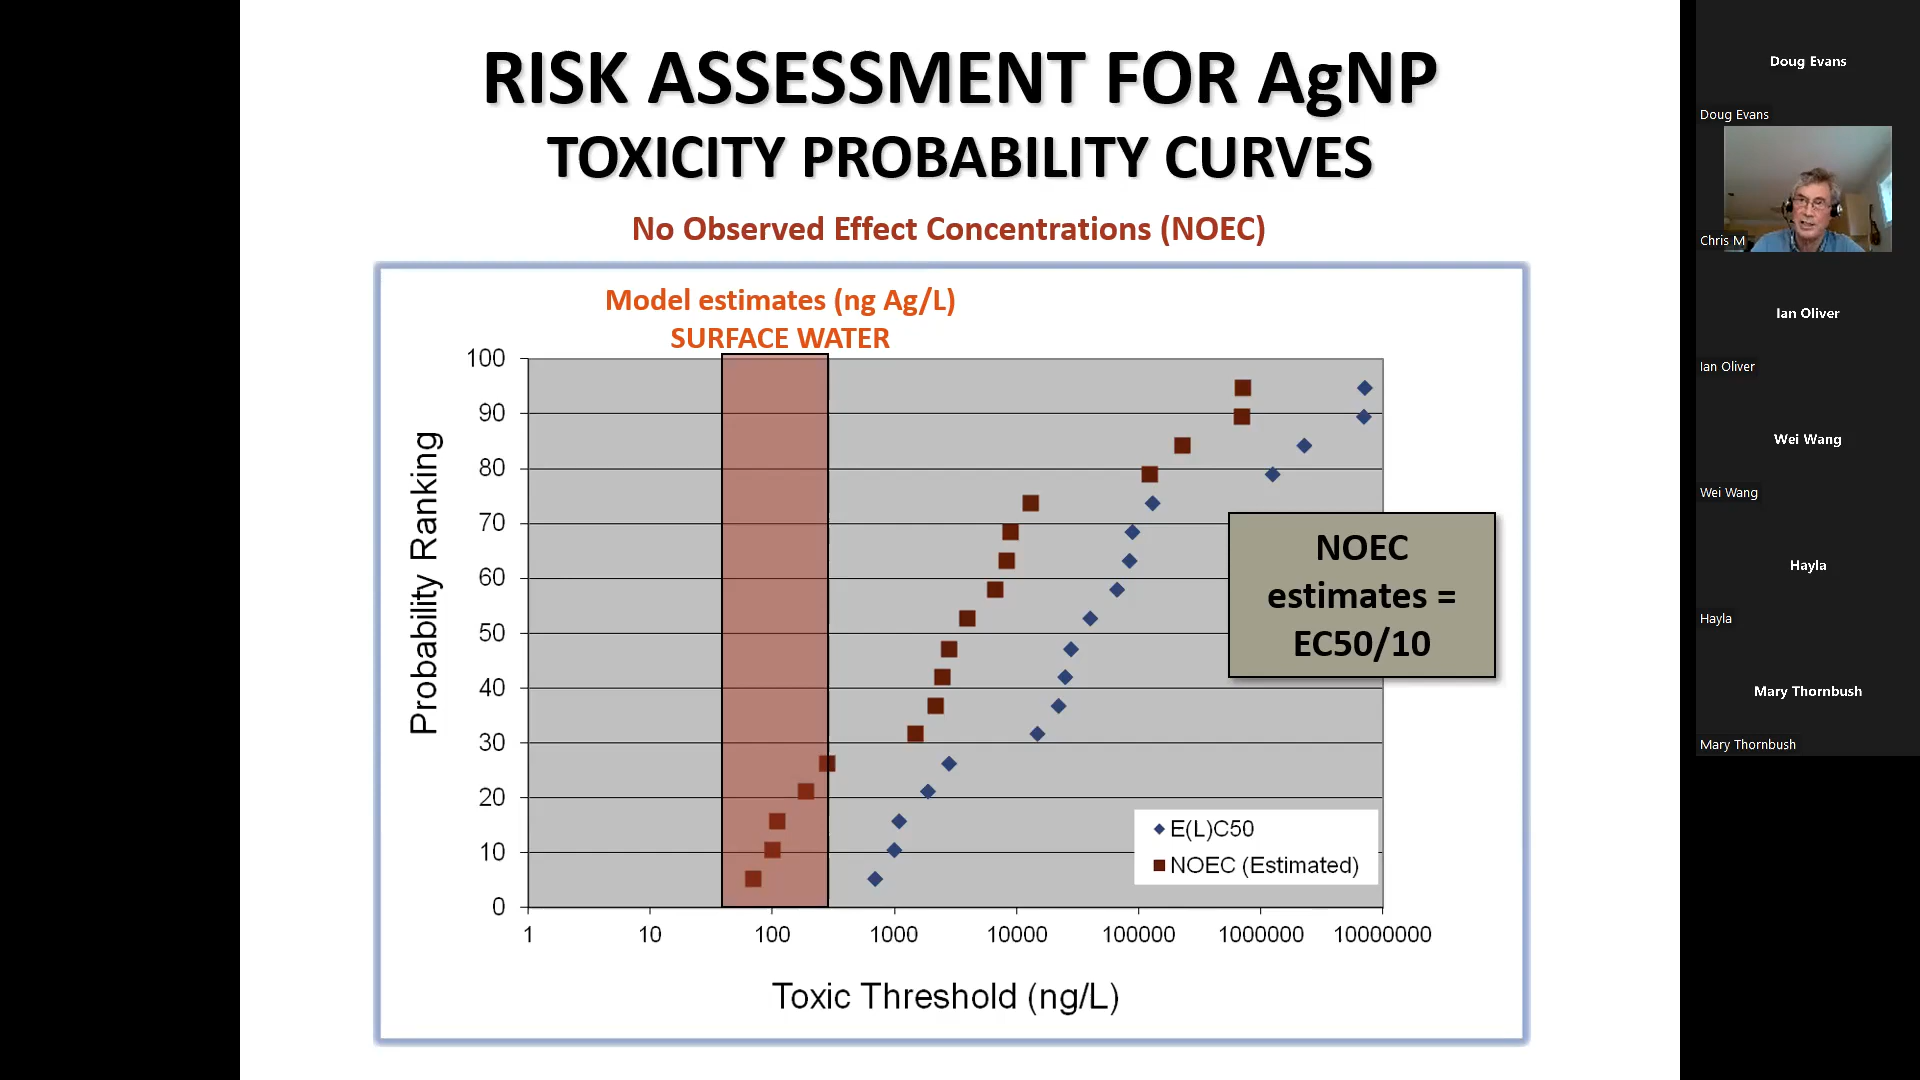 RISK ASSESSMENT FOR AgNP
TOXICITY PROBABILITY CURVES
No Observed Effect Concentrations (NOEC)
Model estimates (ng Ag/L)
SURFACE WATER
Probability Ranking
100
90
80
70
60
50
40
30
20
10
0
1
10
100
1000
10000
100000
1000000
10000000
Toxic Threshold (ng/L)
NOEC
estimates =
EC50/10
E(L)C50
NOEC (Estimated)
Doug Evans
Doug Evans
Chris M
Ian Oliver
Ian Oliver
Wei Wang
Wei Wang
Hayla
Hayla
Mary Thornbush
Mary Thornbush